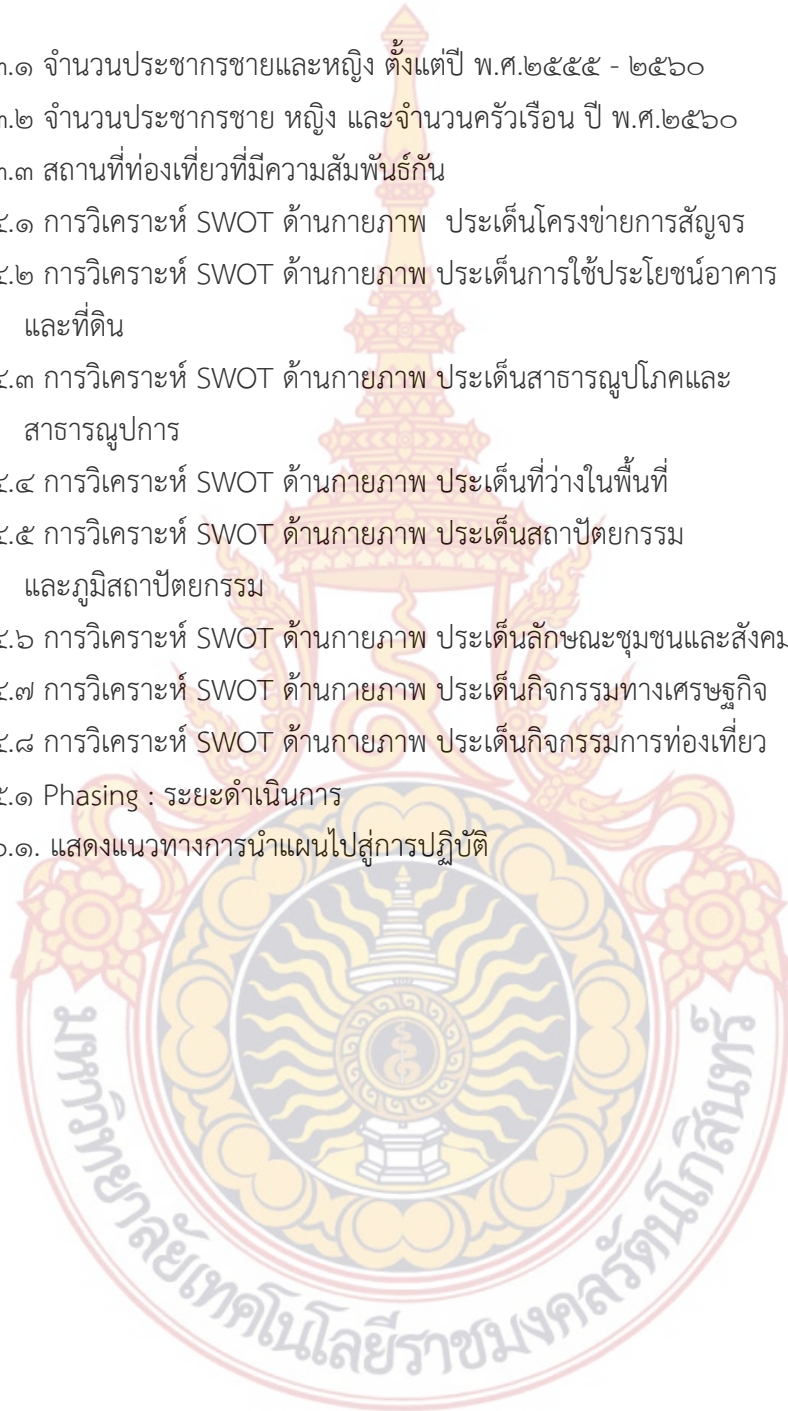 ๓.๑ จำนวนประชากรชายและหญิง ตั้งแต่ปี พ.ศ.๒๕๕๕ - ๒๕๖๐
๓.๒ จำนวนประชากรชาย หญิง และจำนวนครัวเรือน ปี พ.ศ.๒๕๖๐
๓.๓ สถานที่ท่องเที่ยวที่มีความสัมพันธ์กัน
๔.๑ การวิเคราะห์ SWOT ด้านกายภาพ ประเด็นโครงข่ายการสัญจร
๔.๒ การวิเคราะห์ SWOT ด้านกายภาพ ประเด็นการใช้ประโยชน์อาคาร
และที่ดิน
๔.๓ การวิเคราะห์ SWOT ด้านกายภาพ ประเด็นสาธารณูปโภคและ
สาธารณูปการ
๔.๔ การวิเคราะห์ SWOT ด้านกายภาพ ประเด็นที่ว่างในพื้นที่
๔.๕ การวิเคราะห์ SWOT ด้านกายภาพ ประเด็นสถาปัตยกรรม
และภูมิสถาปัตยกรรม
๔.๖ การวิเคราะห์ SWOT ด้านกายภาพ ประเด็นลักษณะชุมชนและสังคม
๔.๗ การวิเคราะห์ SWOT ด้านกายภาพ ประเด็นกิจกรรมทางเศรษฐกิจ
๔.๘ การวิเคราะห์ SWOT ด้านกายภาพ ประเด็นกิจกรรมการท่องเที่ยว
๕.๑ Phasing : ระยะดำเนินการ
๖.๑. แสดงแนวทางการนำแผนไปสู่การปฏิบัติ
มหาวิทยาลัยเทคโนโลยีราชมงคลรัตนโกสินทร์